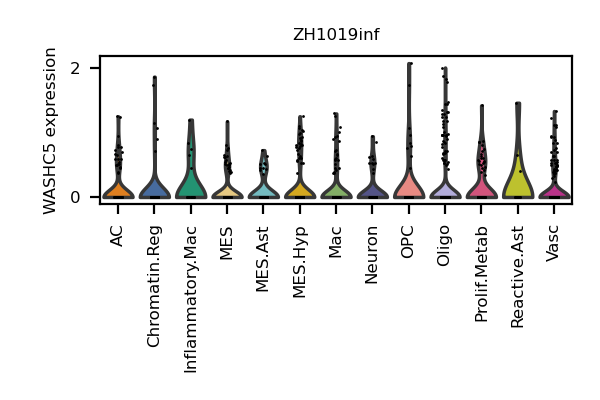 ZH1019inf
WASHC5 expression
2
0
AC
Chromatin.Reg
Inflammatory.Mac
MES
MES.Ast
MES.Hyp
Mac
Neuron
OPC
Oligo
Prolif.Metab
Reactive.Ast
Vasc